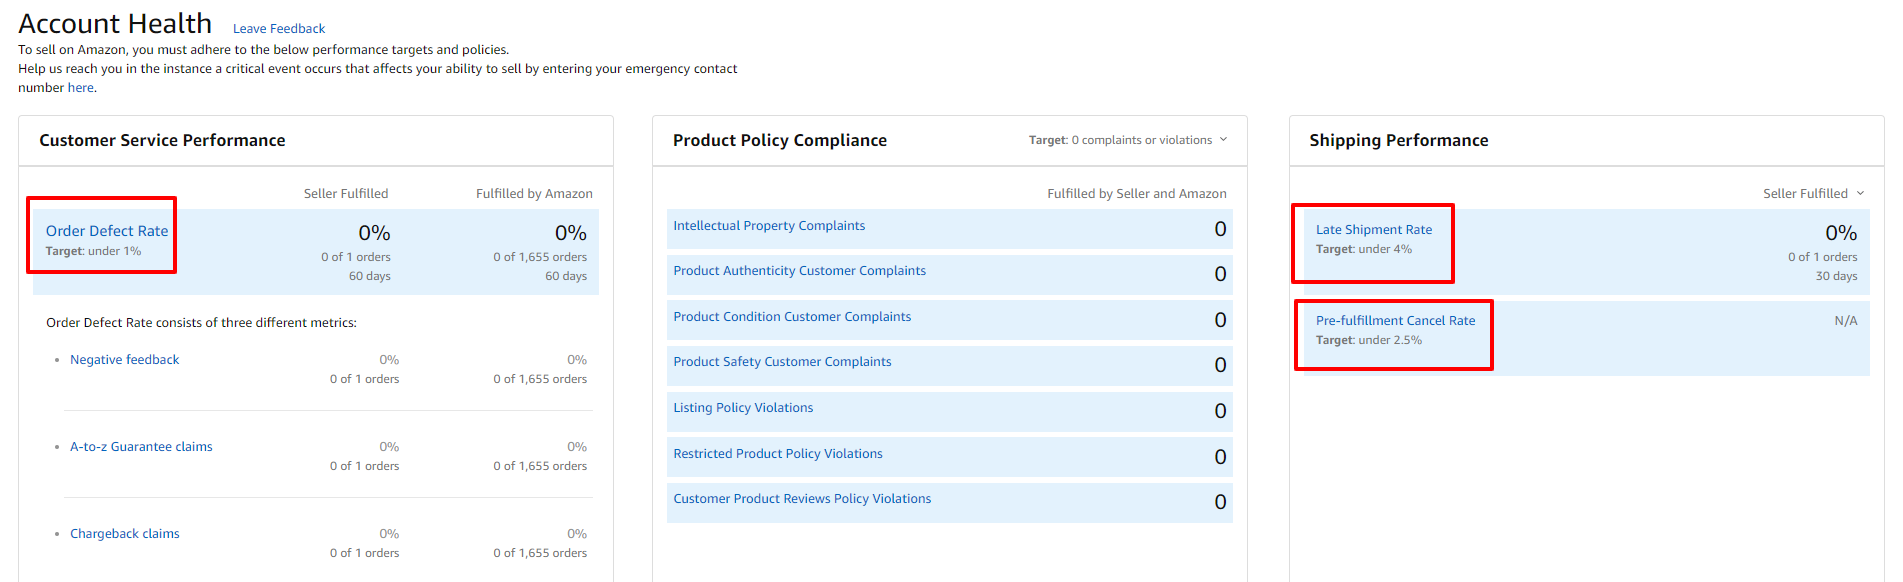 Account Health Leave Feedback
To sell on Amazon, you must adhere to the below performance targets and policies.
Help us reach you in the instance a critical event occurs that affects your ability to sell by entering your emergency contact
number here.
Customer Service Performance
Seller Fulfilled Fulfilled by Amazon
Order Defect Rate 0% 0%
Target: under 1% 0 of 1 orders 0 of 1,655 orders
60 days 60 days
Order Defect Rate consists of three different metrics:
• Negative feedback 0% 0%
0 of 1 orders 0 of 1,655 orders
• A-to-z Guarantee claims 0% 0%
0 of 1 orders 0 of 1,655 orders
• Chargeback claims 0% 0%
0 of 1 orders 0 of 1,655 orders
Product Policy Compliance Target: 0 complaints or violations
Fulfilled by Seller and Amazon
Intellectual Property Complaints 0
Product Authenticity Customer Complaints 0
Product Condition Customer Complaints 0
Product Safety Customer Complaints 0
Listing Policy Violations 0
Restricted Product Policy Violations 0
Customer Product Reviews Policy Violations 0
Shipping Performance
Seller Fulfilled
Late Shipment Rate 0%
Target: under 4% 0 of 1 orders
30 days
Pre-fulfillment Cancel Rate N/A
Target: under 2.5%